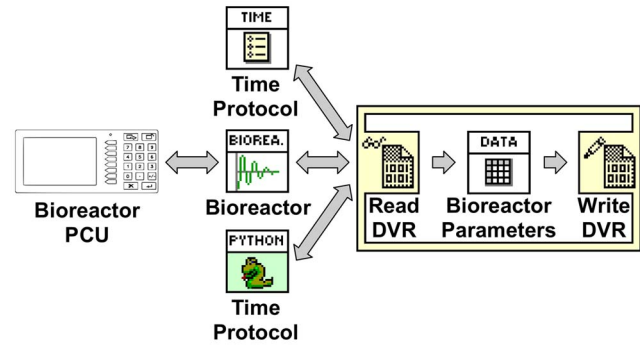 TIME
Time
Protocol
BIOREA.
Bioreactor
Bioreactor
PCU
PYTHON
Time
Protocol
DATA
Read
DVR
Bioreactor
Parameters
Write
DVR